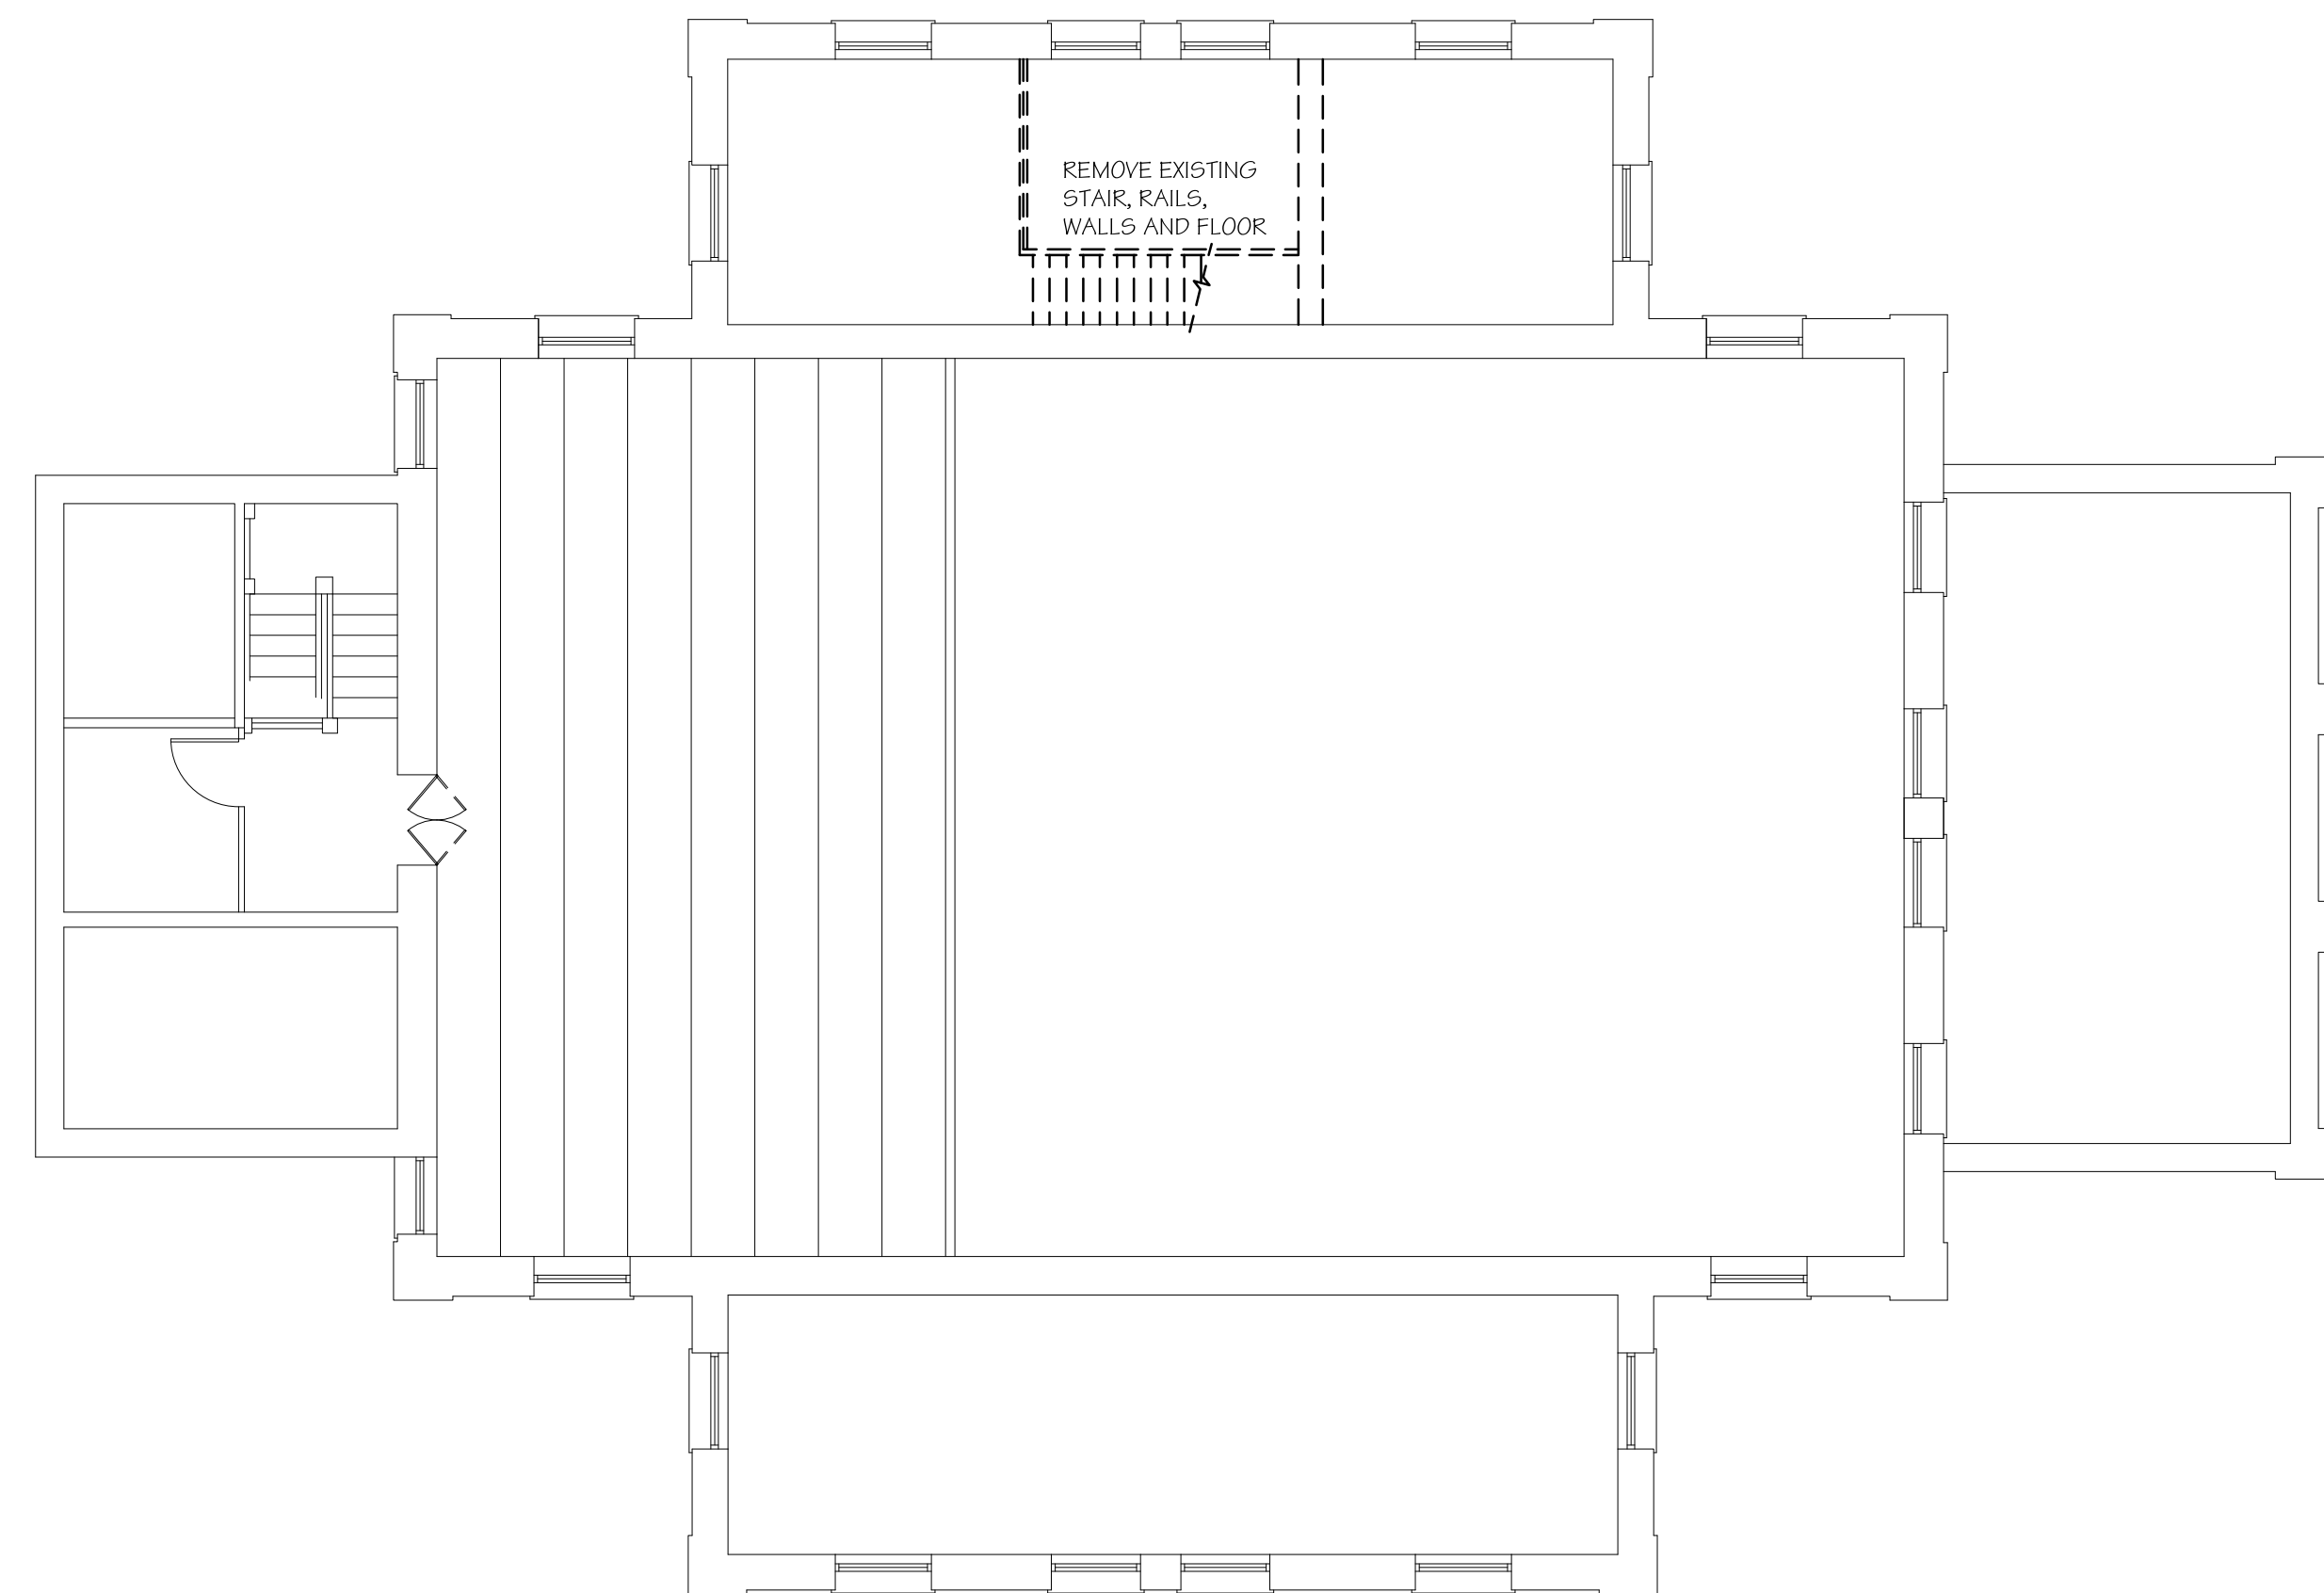 REMOVE EXISTING
STAIR, RAILS,
WALLS AND FLOOR